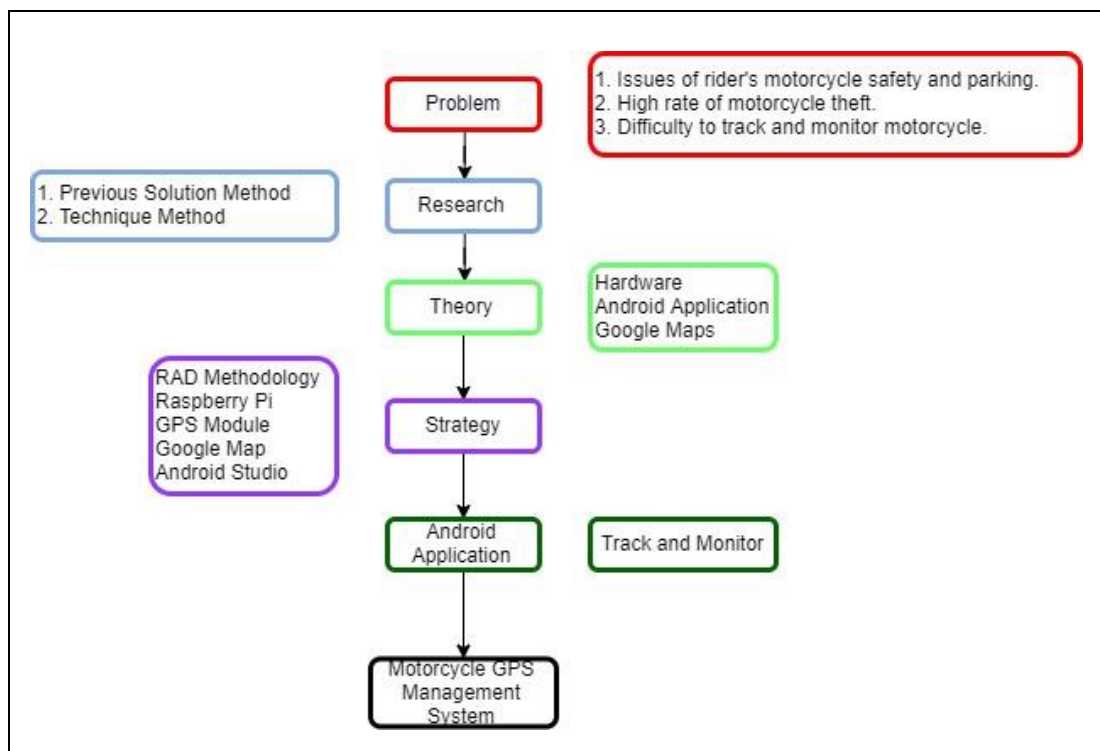 Problem
1. Issues of rider's motorcycle safety and parking.
2. High rate of motorcycle theft.
3. Difficulty to track and monitor motorcycle.
1. Previous Solution Method
2. Technique Method
Research
Theory
Hardware
Android Application
Google Maps
RAD Methodology
Raspberry Pi
GPS Module
Google Map
Android Studio
Strategy
Android
Application
Track and Monitor
Motorcycle GPS
Management
System